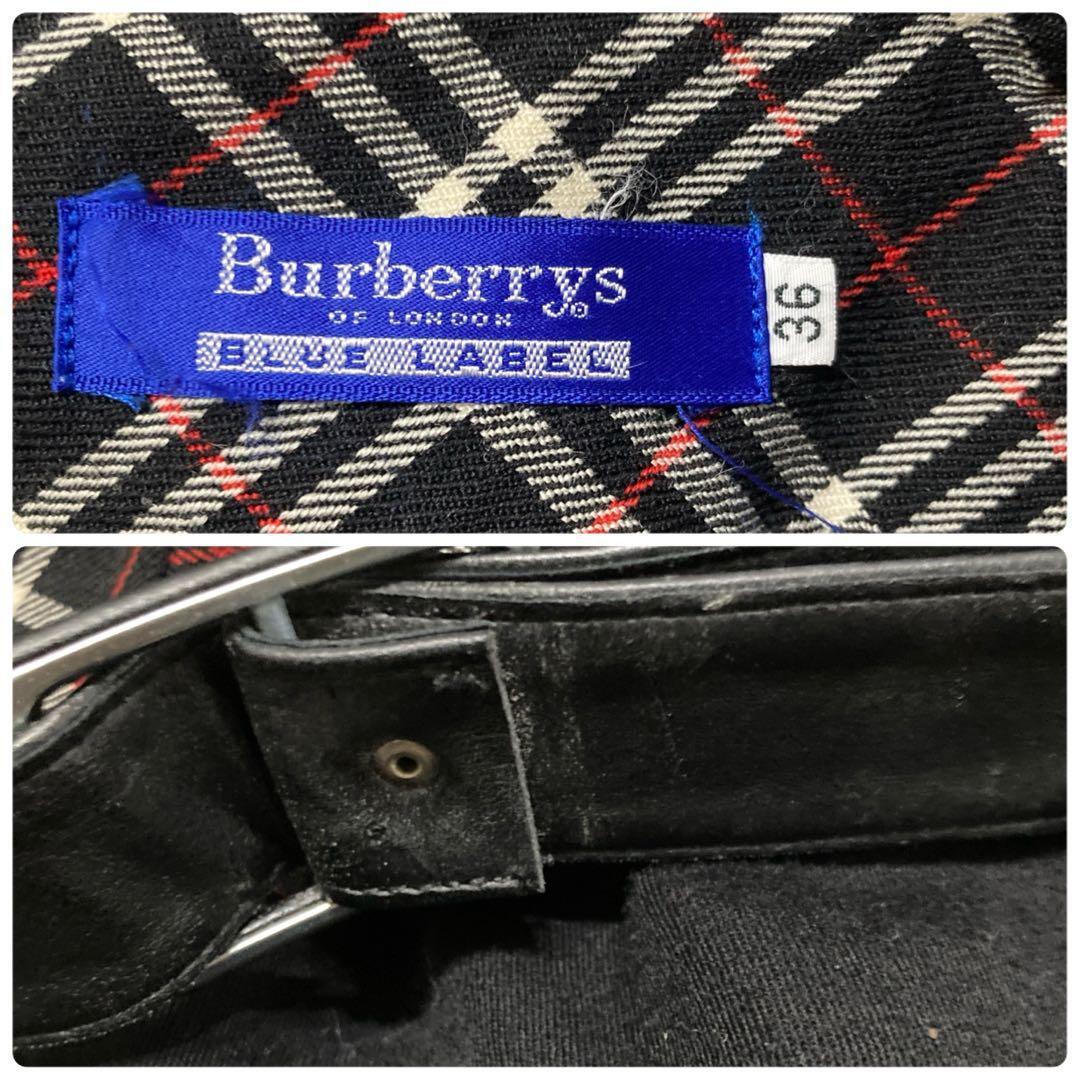 Burberrys®
OF LONDON
BLUE LABEL
36